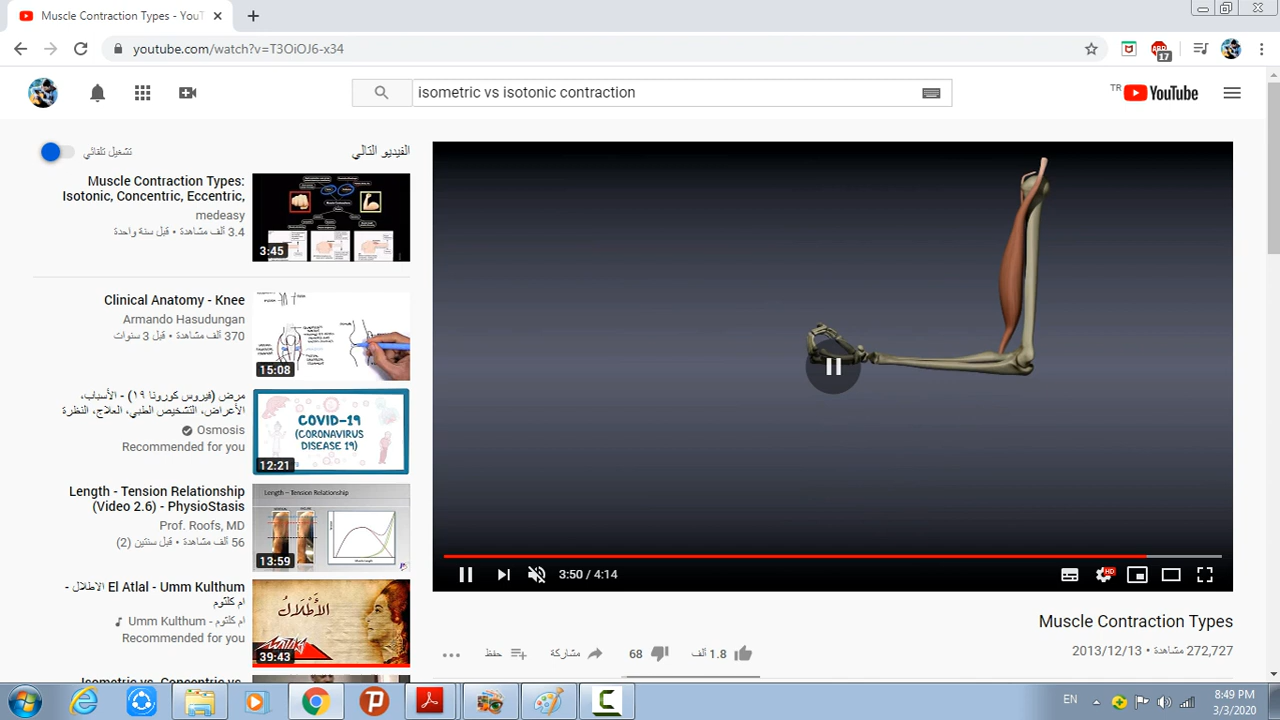 Muscle Contraction Types - YouT
youtube.com/watch?v=T3OiOJ6-x34
17
isometric vs isotonic contraction
TR
YouTube
تشغيل تلقائي
الفيديو التالي
Muscle Contraction Types:
Isotonic, Concentric, Eccentric,
medeasy
3.4 ألف مشاهدة • قبل سنة واحدة
3:45
Clinical Anatomy - Knee
Armando Hasudungan
370 ألف مشاهدة • قبل 3 سنوات
15:08
مرض (فيروس كورونا ١٩) - الأسباب،
الأعراض، التشخيص الطبي، العلاج، النظرة
Osmosis
Recommended for you
COVID-19
(CORONAVIRUS
DISEASE 19)
12:21
Length - Tension Relationship
(Video 2.6) - PhysioStasis
Prof. Roofs, MD
56 ألف مشاهدة • قبل سنتين (2)
Length – Tension Relationship
13:59
El Atlal - Umm Kulthum الاطلال -
ام كلثوم
Umm Kulthum - ام كلثوم
Recommended for you
الأطلال
39:43
Isometric vs. Concentric vs
3:50 / 4:14
HD
Muscle Contraction Types
272,727 مشاهدة • 2013/12/13
1.8 ألف
68
مشاركة
حفظ
EN
8:49 PM
3/3/2020